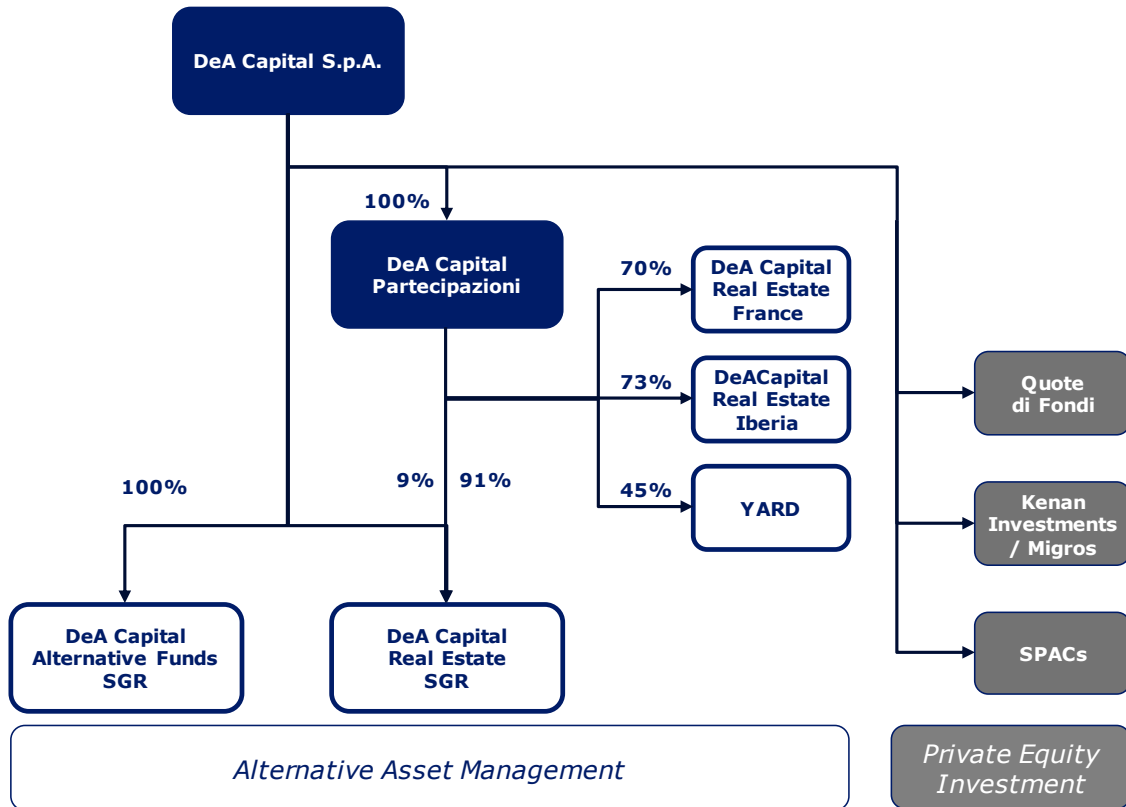 DeA Capital S.p.A.
100%
DeA Capital
Partecipazioni
70%
DeA Capital
Real Estate
France
73%
DeACapital
Real Estate
Iberia
45%
YARD
Quote
di Fondi
Kenan
Investments
/ Migros
SPACs
100%
9%
91%
DeA Capital
Alternative Funds
SGR
DeA Capital
Real Estate
SGR
Alternative Asset Management
Private Equity
Investment